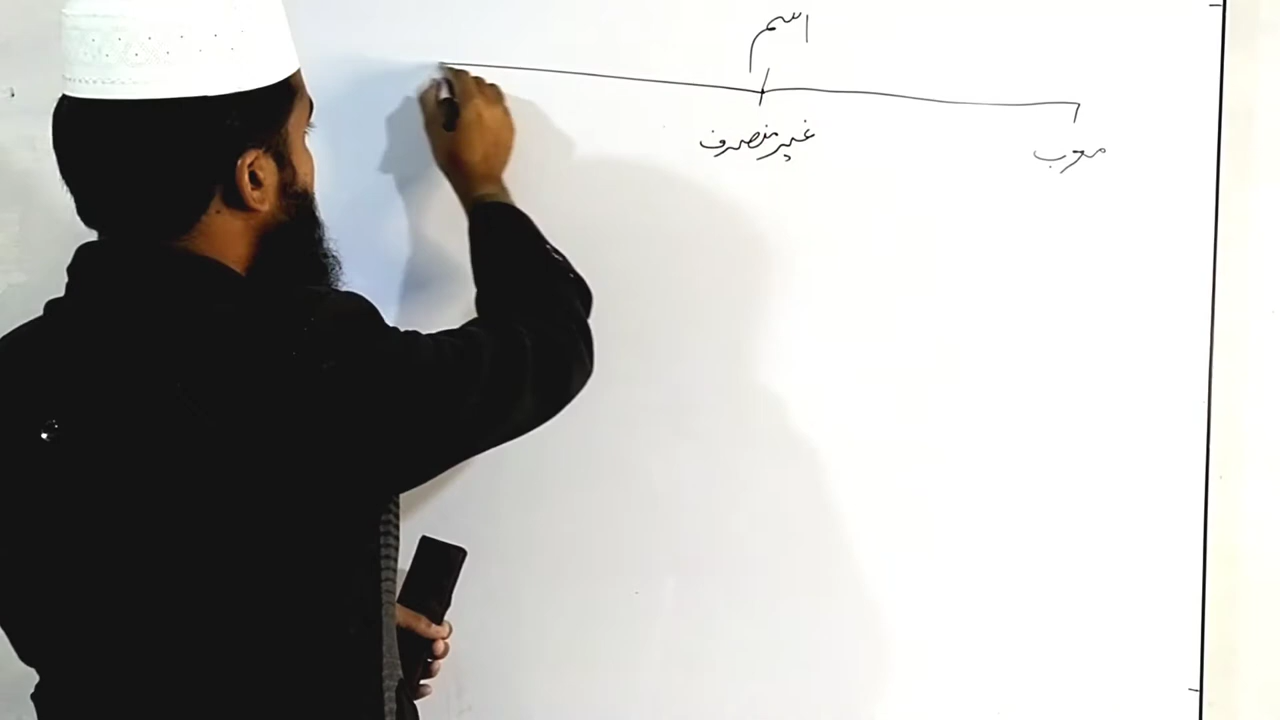 اسم
معرب
غیر منصرف